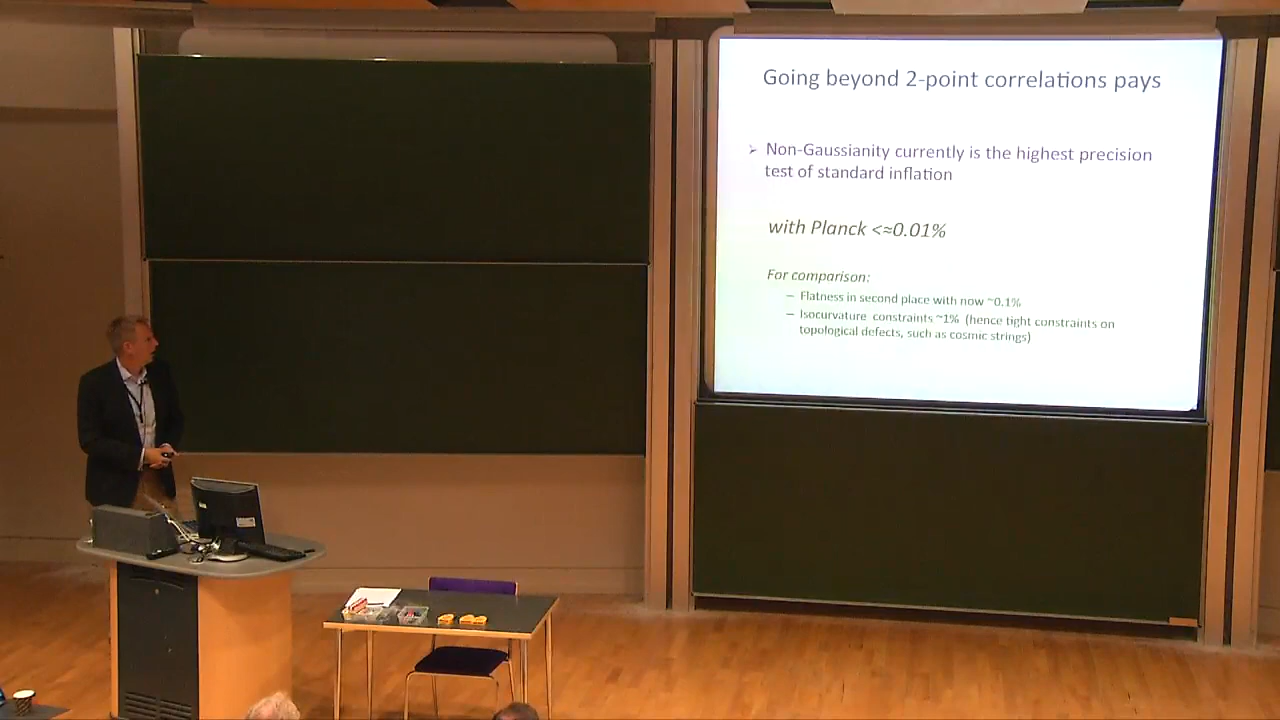 Going beyond 2-point correlations pays
➢ Non-Gaussianity currently is the highest precision
test of standard inflation
with Planck <≈0.01%
For comparison:
– Flatness in second place with now ~0.1%
– Isocurvature constraints ~1% (hence tight constraints on
topological defects, such as cosmic strings)